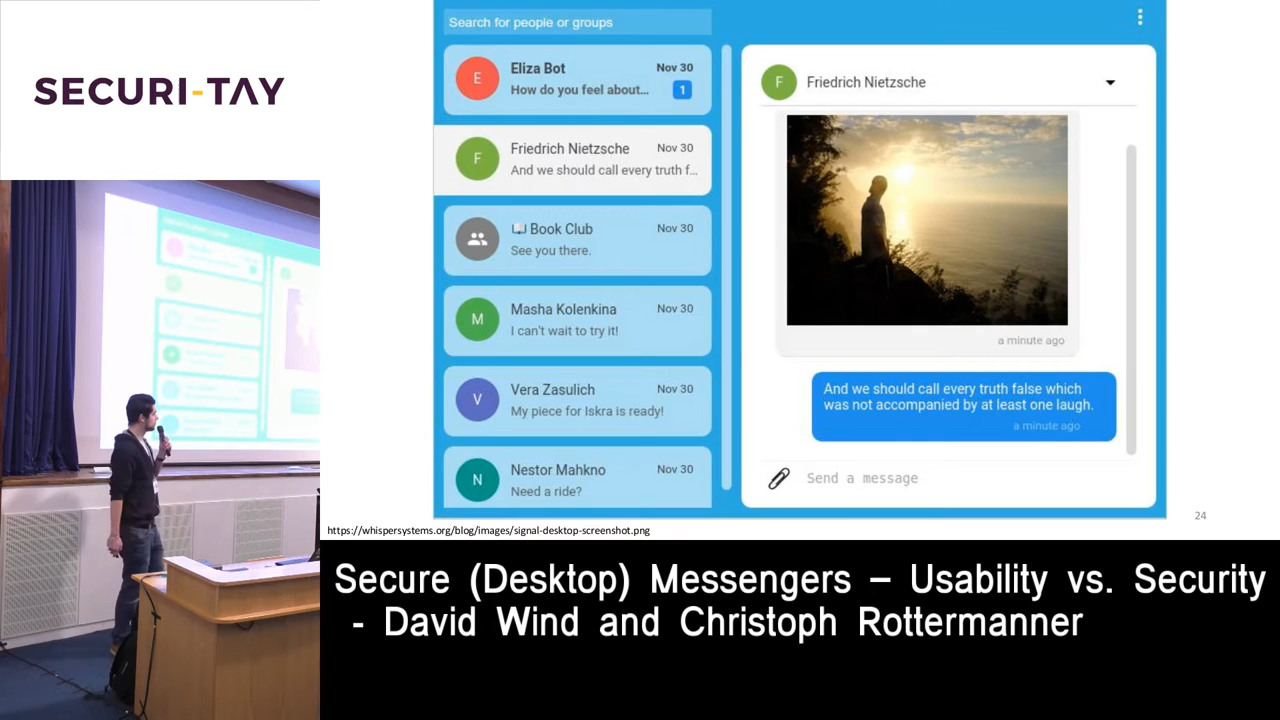 SECURI-TAY
Search for people or groups
E
Eliza Bot
Nov 30
How do you feel about...
1
F
Friedrich Nietzsche
Nov 30
And we should call every truth f...
Book Club
Nov 30
See you there.
M
Masha Kolenkina
Nov 30
I can't wait to try it!
V
Vera Zasulich
Nov 30
My piece for Iskra is ready!
N
Nestor Mahkno
Nov 30
Need a ride?
F
Friedrich Nietzsche
a minute ago
And we should call every truth false which
was not accompanied by at least one laugh.
a minute ago
Send a message
24
https://whispersystems.org/blog/images/signal-desktop-screenshot.png
Secure (Desktop) Messengers – Usability vs. Security
- David Wind and Christoph Rottermanner